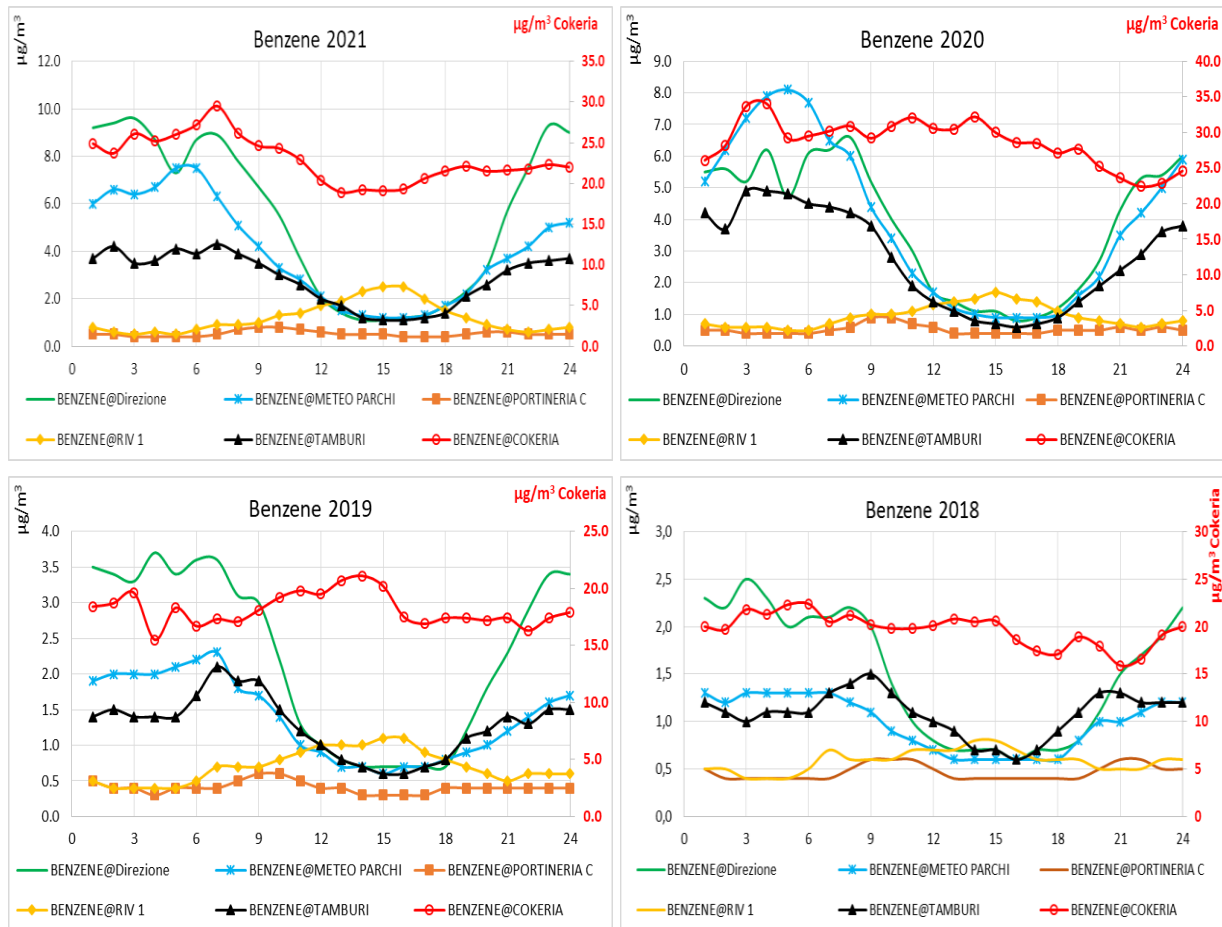 µg/m³
Benzene 2021
µg/m³ Cokeria
12.0
10.0
8.0
6.0
4.0
2.0
0.0
35.0
30.0
25.0
20.0
15.0
10.0
5.0
0.0
0 3 6 9 12 15 18 21 24
BENZENE@Direzione BENZENE@METEO PARCHI BENZENE@PORTINERIA C
BENZENE@RIV 1 BENZENE@TAMBURI BENZENE@COKERIA
µg/m³
Benzene 2020
µg/m³ Cokeria
9.0
8.0
7.0
6.0
5.0
4.0
3.0
2.0
1.0
0.0
40.0
35.0
30.0
25.0
20.0
15.0
10.0
5.0
0.0
0 3 6 9 12 15 18 21 24
BENZENE@Direzione BENZENE@METEO PARCHI BENZENE@PORTINERIA C
BENZENE@RIV 1 BENZENE@TAMBURI BENZENE@COKERIA
µg/m³
Benzene 2019
µg/m³ Cokeria
4.0
3.5
3.0
2.5
2.0
1.5
1.0
0.5
0.0
25.0
20.0
15.0
10.0
5.0
0.0
0 3 6 9 12 15 18 21 24
BENZENE@Direzione BENZENE@METEO PARCHI BENZENE@PORTINERIA C
BENZENE@RIV 1 BENZENE@TAMBURI BENZENE@COKERIA
µg/m³
Benzene 2018
µg/m³ Cokeria
3,0
2,5
2,0
1,5
1,0
0,5
0,0
30
25
20
15
10
5
0
0 3 6 9 12 15 18 21 24
BENZENE@Direzione BENZENE@METEO PARCHI BENZENE@PORTINERIA C
BENZENE@RIV 1 BENZENE@TAMBURI BENZENE@COKERIA